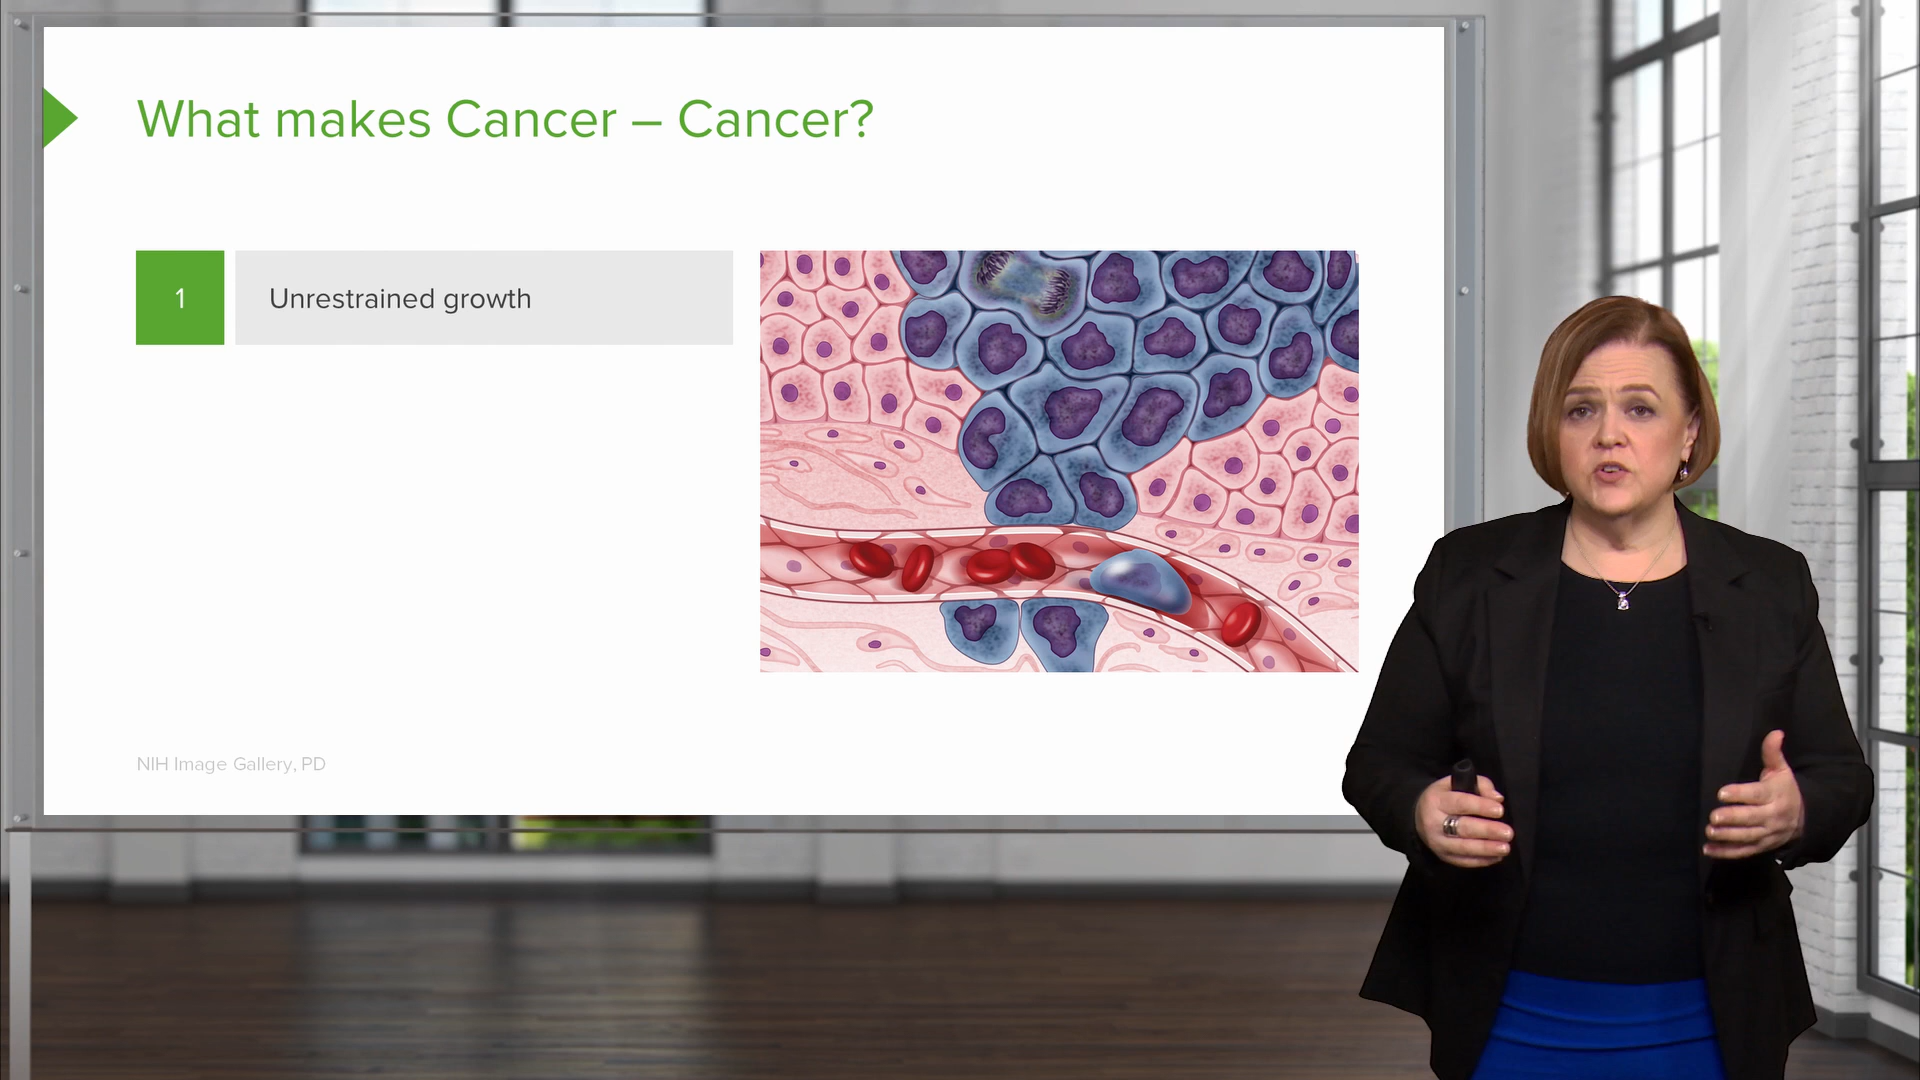 What makes Cancer – Cancer?
1 Unrestrained growth
NIH Image Gallery, PD